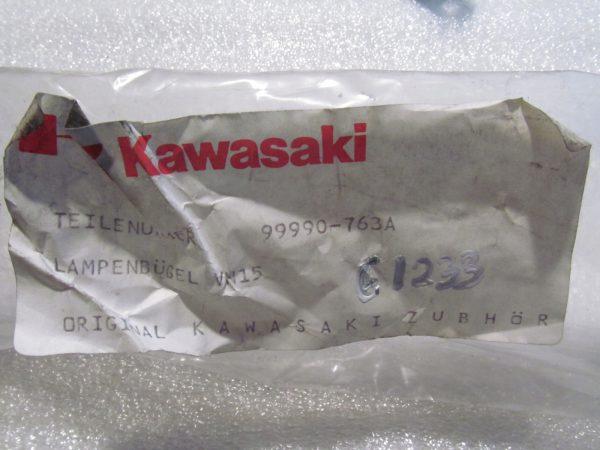 Kawasaki
TEILENUMMER 99990-763A
LAMPENBÜGEL VN15 G1233
ORIGINAL KAWASAKI ZUBHÖR